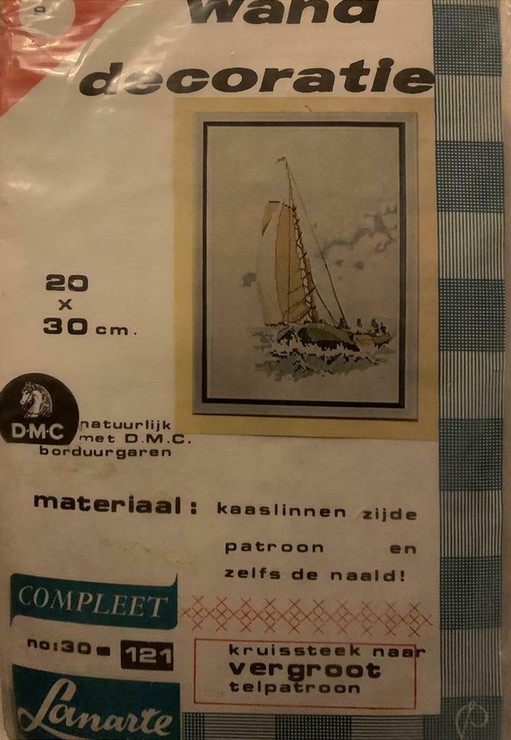 wand
decoratie
20
x
30 cm.
D·M·C
natuurlijk
met D.M.C.
borduurgaren
materiaal: kaaslinnen zijde
patroon en
zelfs de naald!
COMPLEET
no:30 121
kruissteek naar
vergroot
telpatroon
Lanarte